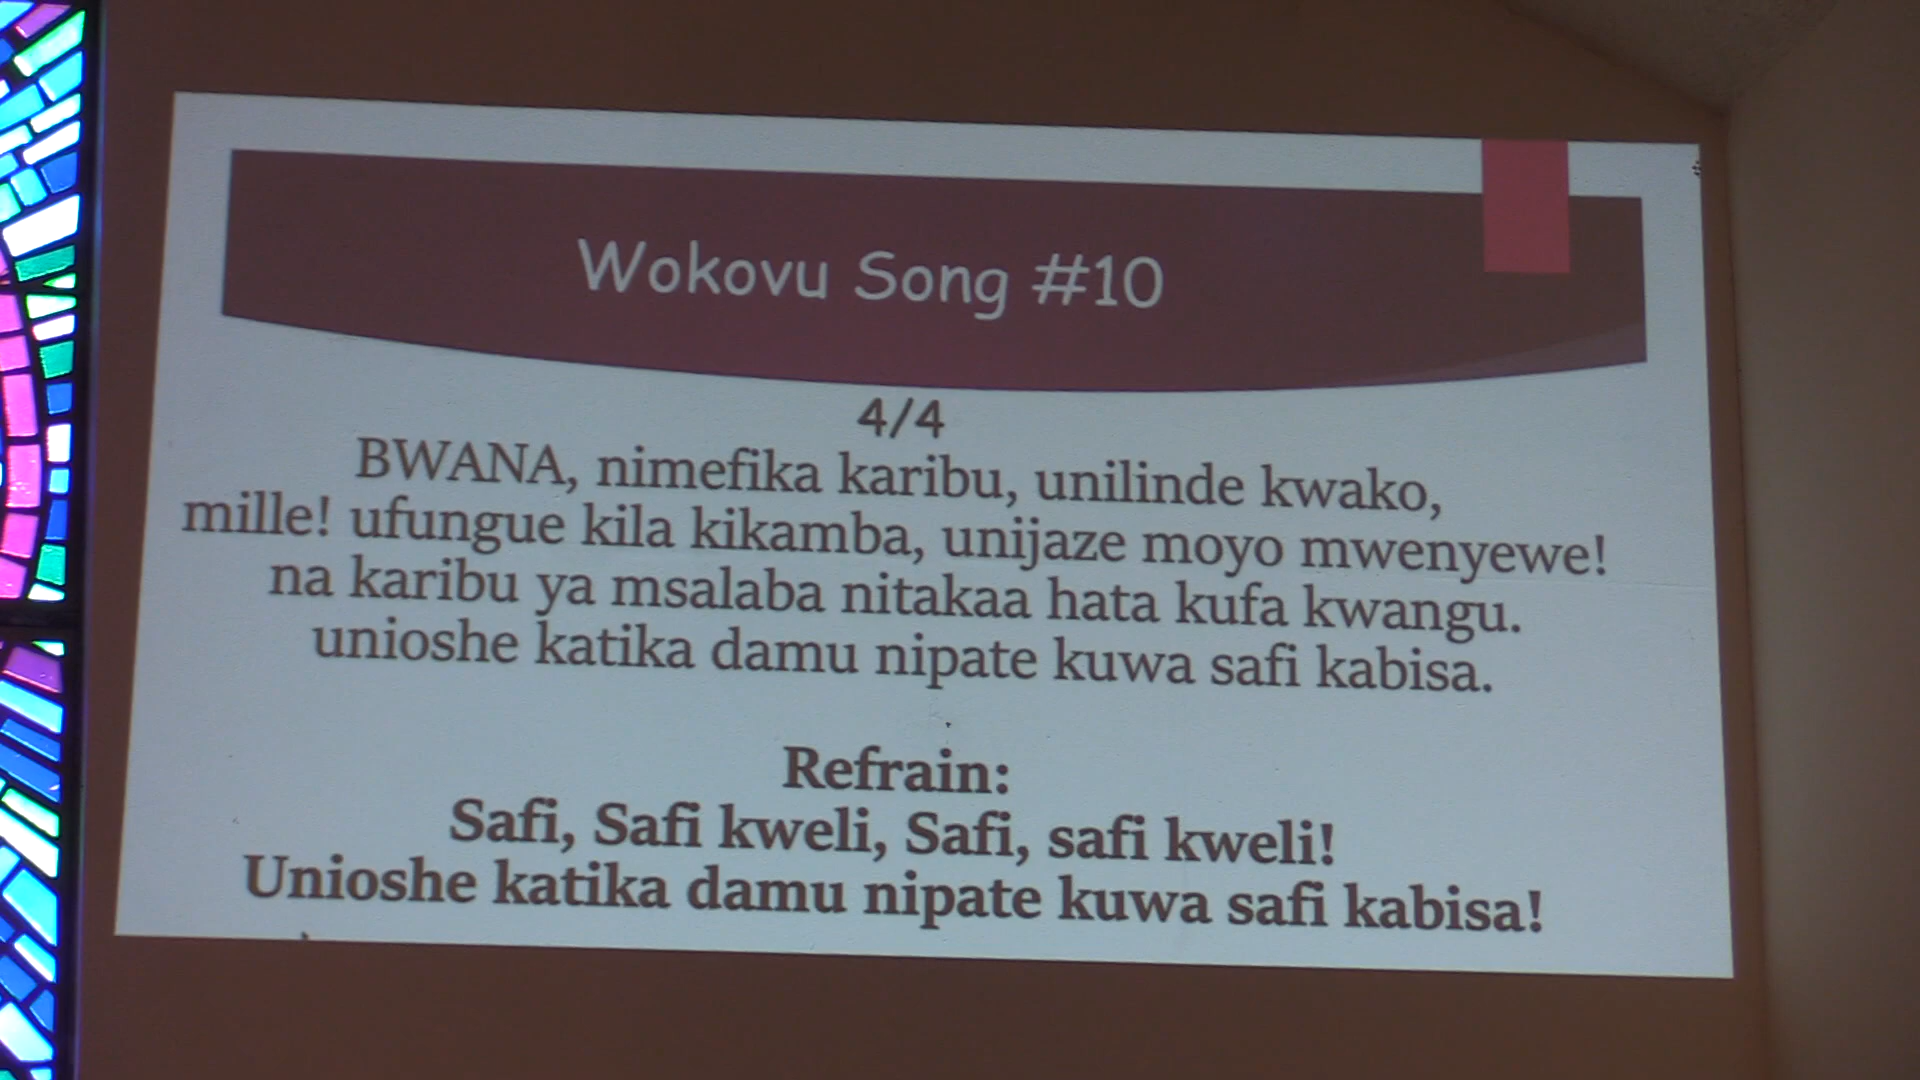 Wokovu Song #10
4/4
BWANA, nimefika karibu, unilinde kwako,
mille! ufungue kila kikamba, unijaze moyo mwenyewe!
na karibu ya msalaba nitakaa hata kufa kwangu.
unioshe katika damu nipate kuwa safi kabisa.
Refrain:
Safi, Safi kweli, Safi, safi kweli!
Unioshe katika damu nipate kuwa safi kabisa!